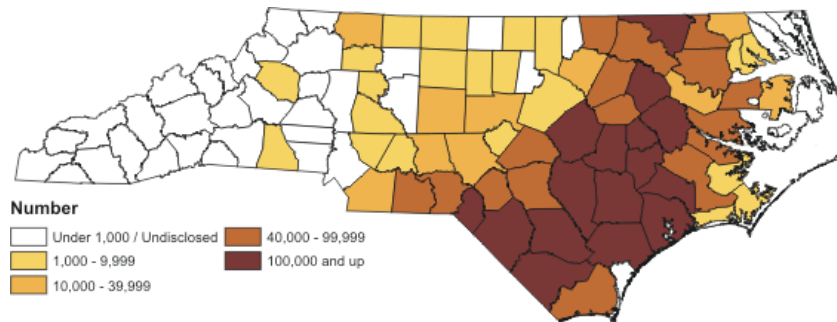 Number
Under 1,000 / Undisclosed
1,000 - 9,999
10,000 - 39,999
40,000 - 99,999
100,000 and up